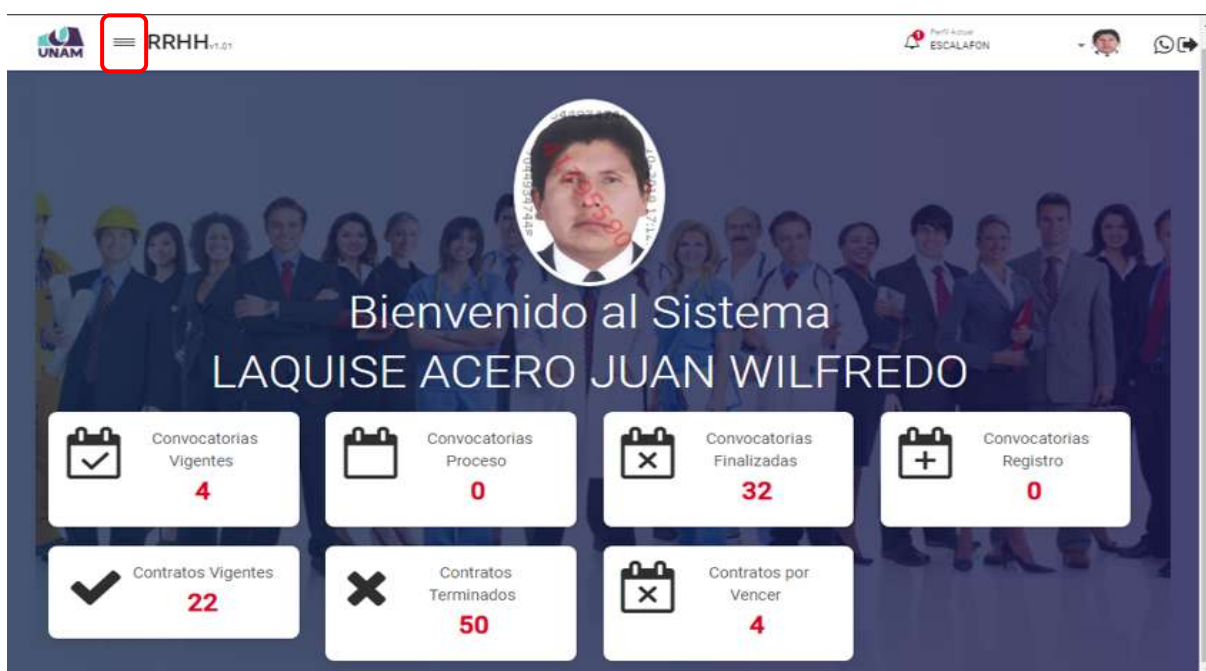 UNAM
RRHH v1.01
1
Perfil Actual
ESCALAFON
Bienvenido al Sistema
LAQUISE ACERO JUAN WILFREDO
Convocatorias
Vigentes
4
Convocatorias
Proceso
0
Convocatorias
Finalizadas
32
Convocatorias
Registro
0
Contratos Vigentes
22
Contratos
Terminados
50
Contratos por
Vencer
4